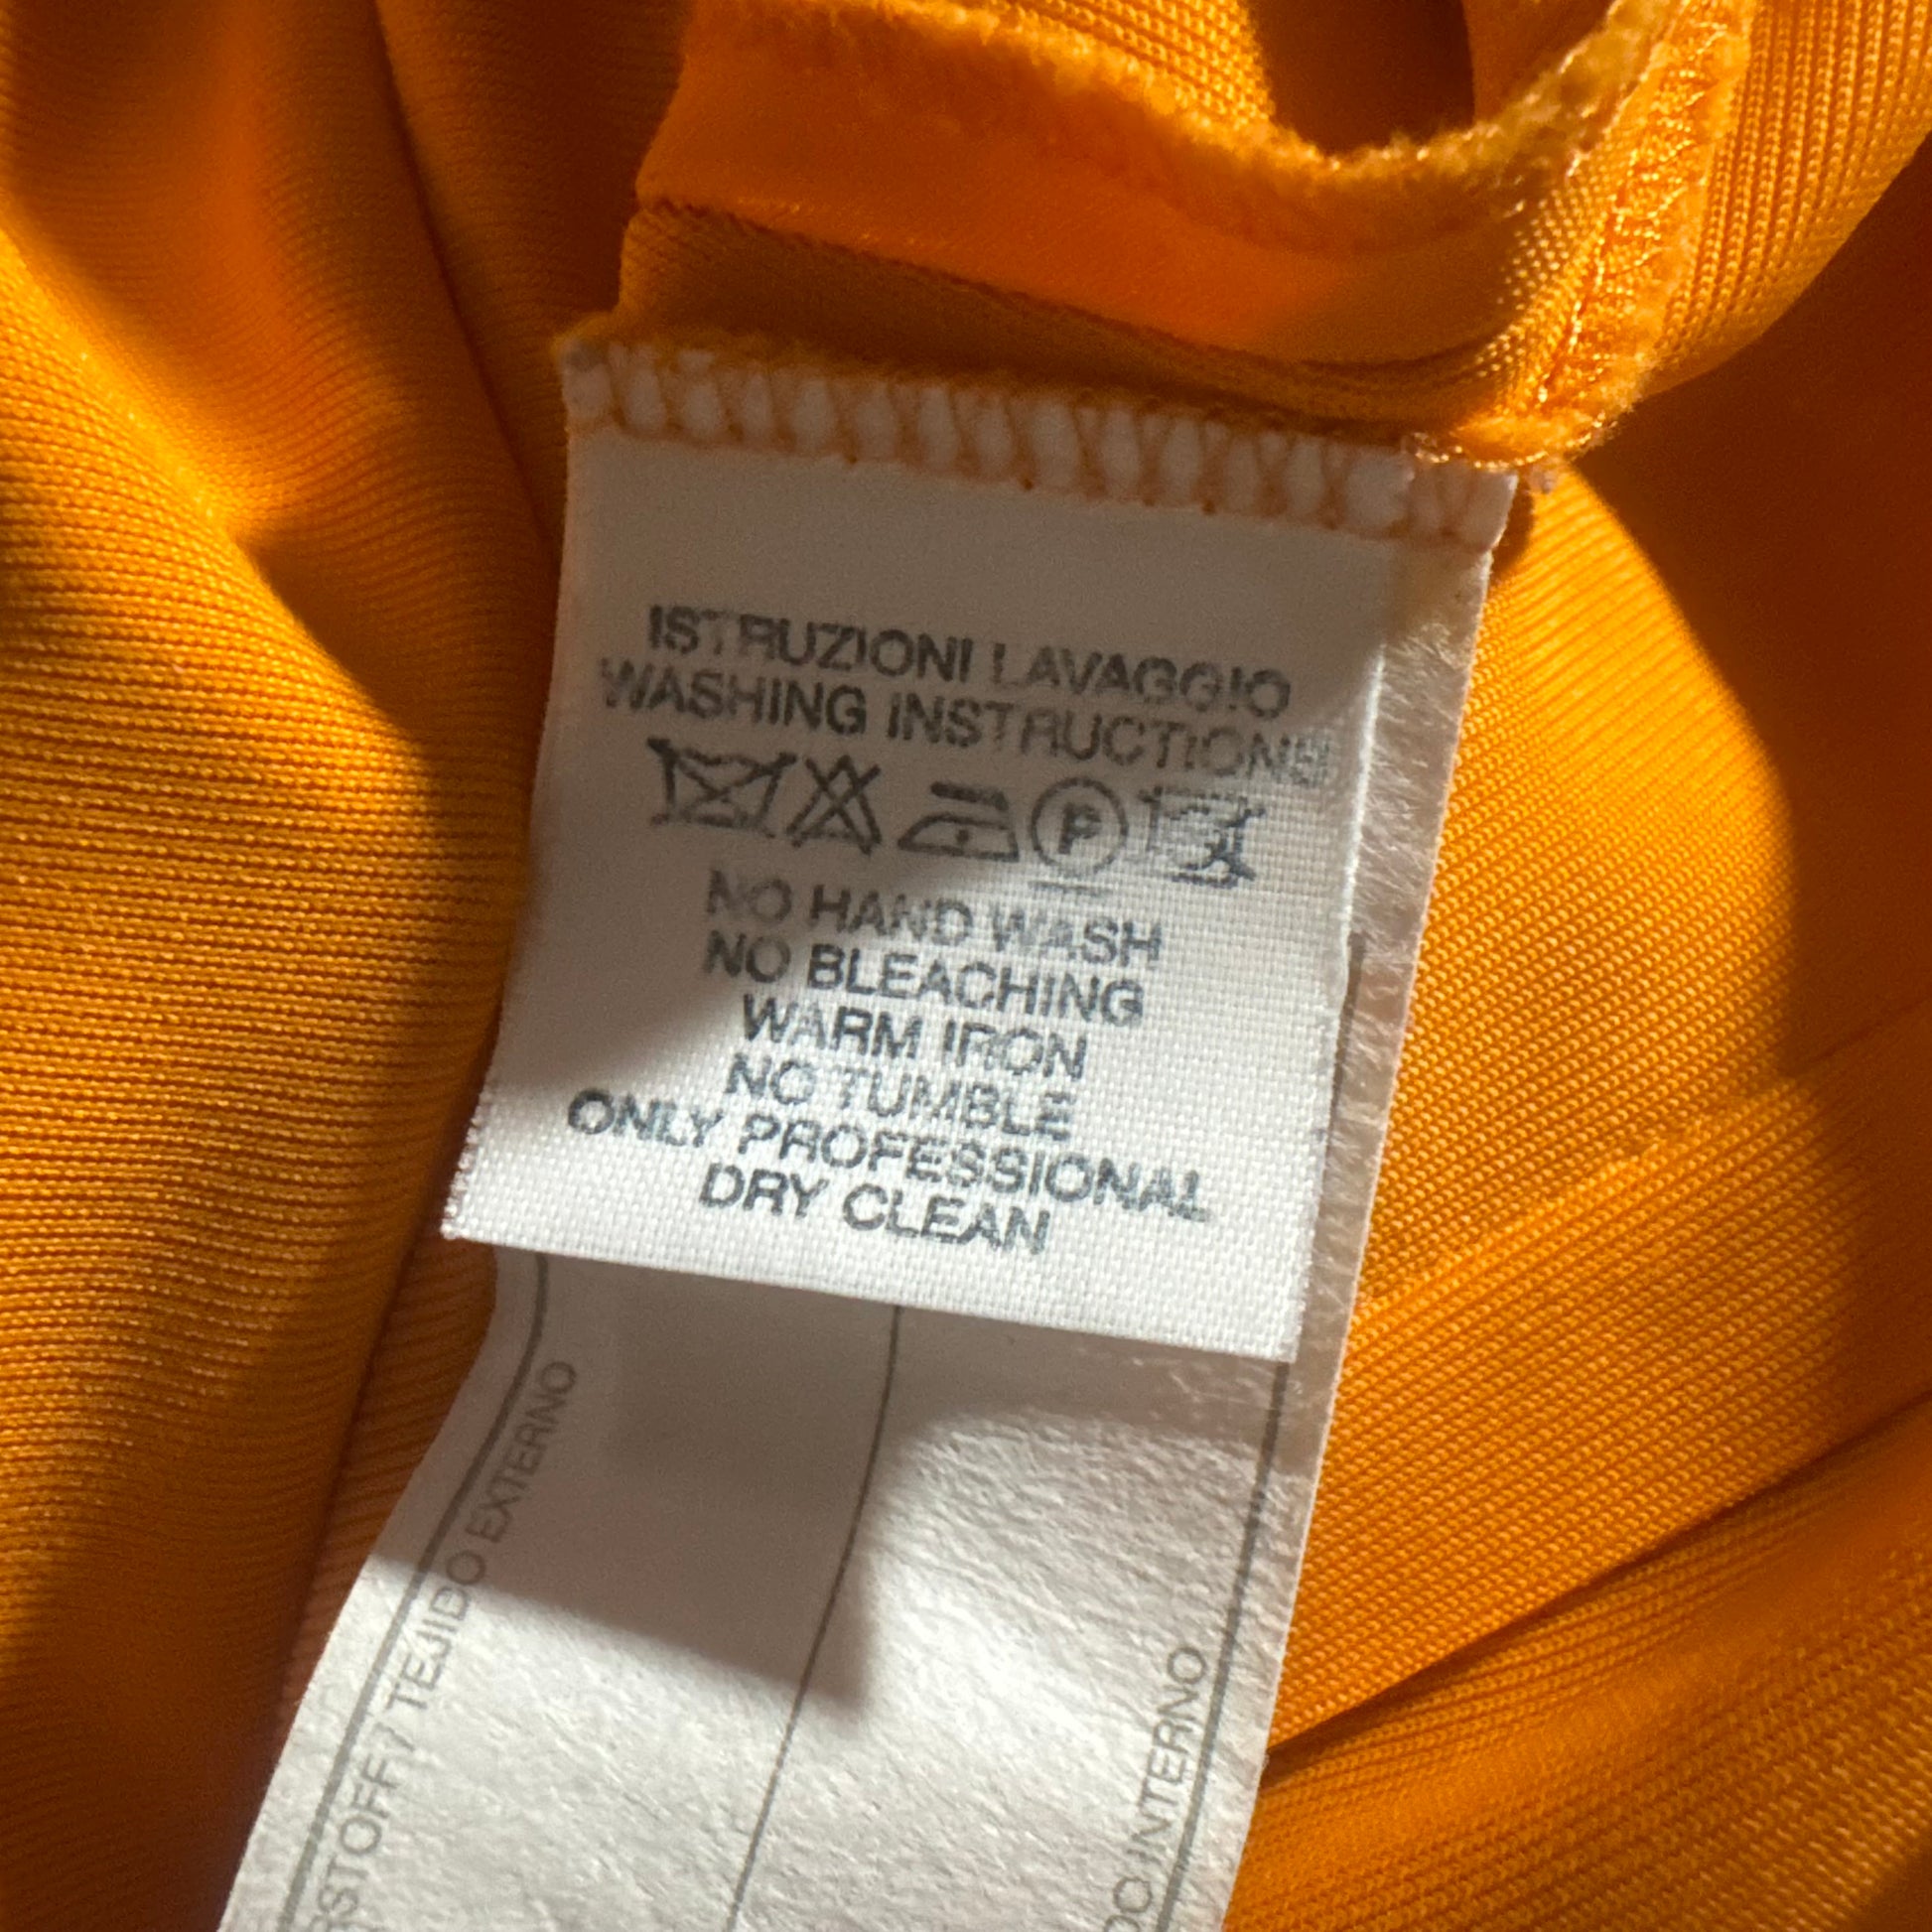 ISTRUZIONI LAVAGGIO
WASHING INSTRUCTIONS
P
NO HAND WASH
NO BLEACHING
WARM IRON
NO TUMBLE
ONLY PROFESSIONAL
DRY CLEAN
TEJIDO EXTERNO
INTERNO